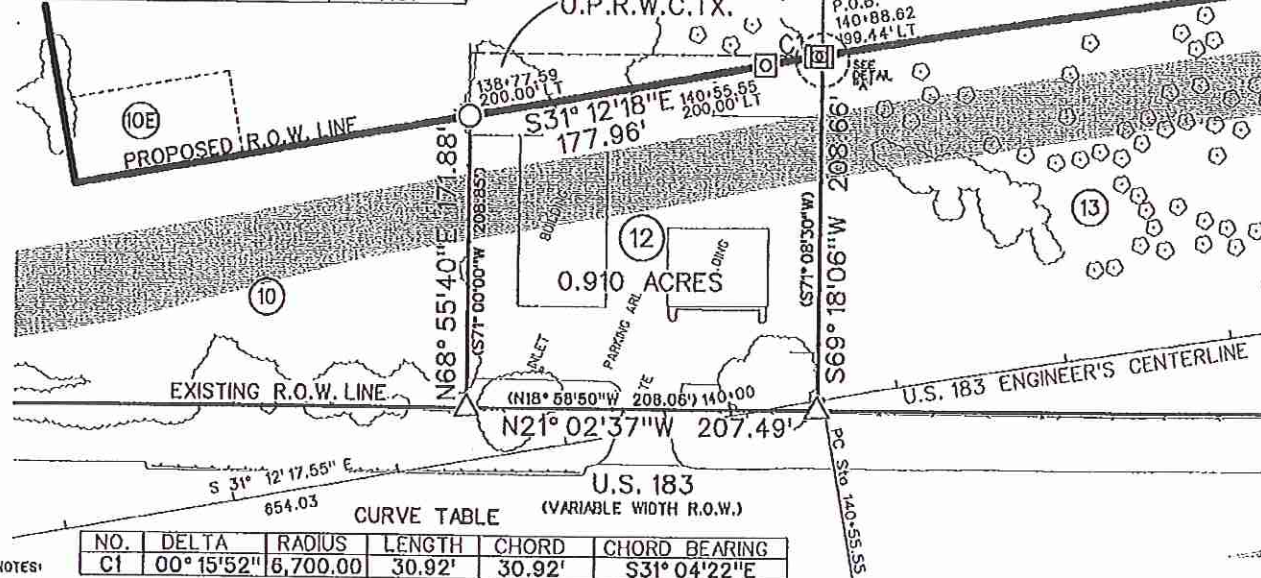 O.P.R.W.C.TX.
P.O.B.
140+88.62
199.44' LT
C1
SEE
DETAIL
"A"
138+77.59
200.00' LT
S31° 12'18"E
177.96'
140+55.55
200.00' LT
10E
PROPOSED R.O.W. LINE
N68° 55'40"E 171.88'
(S71° 00'00"W 208.85')
BUILDING
12
0.910 ACRES
PARKING
10
13
(S71° 08'30"W)
S69° 18'06"W 208.66'
EXISTING R.O.W. LINE
(N18° 58'50"W 208.06')
140+00
N21° 02'37"W 207.49'
U.S. 183 ENGINEER'S CENTERLINE
S 31° 12'17.55" E
654.03
U.S. 183
(VARIABLE WIDTH R.O.W.)
PC Sta 140+55.55
CURVE TABLE
NO. DELTA RADIUS LENGTH CHORD CHORD BEARING
C1 00° 15'52" 6,700.00 30.92' 30.92' S31° 04'22"E
NOTES: